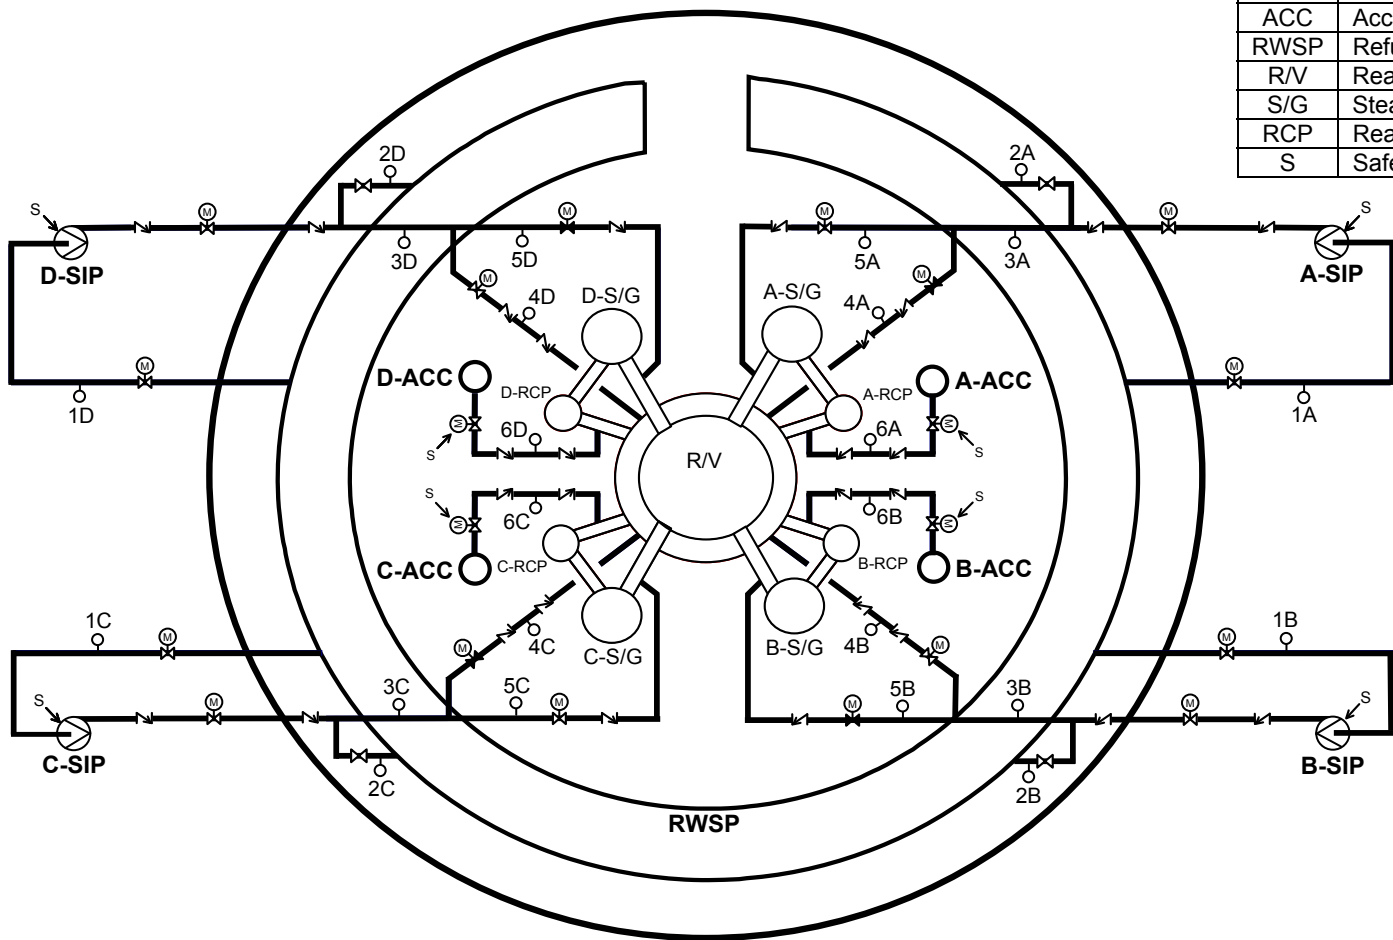 ACC
RWSP
R/V
S/G
RCP
S
2D
2A
S
M
M
M
M
S
D-SIP
3D
5D
5A
3A
A-SIP
M
4D
D-S/G
A-S/G
4A
M
M
D-ACC
D-RCP
A-RCP
A-ACC
M
1D
1A
M
6D
6A
M
S
S
R/V
S
S
M
6C
6B
M
C-ACC
C-RCP
B-RCP
B-ACC
1C
M
M
1B
M
4C
C-S/G
B-S/G
4B
M
S
M
3C
5C
M
M
5B
3B
M
S
C-SIP
2C
2B
B-SIP
RWSP